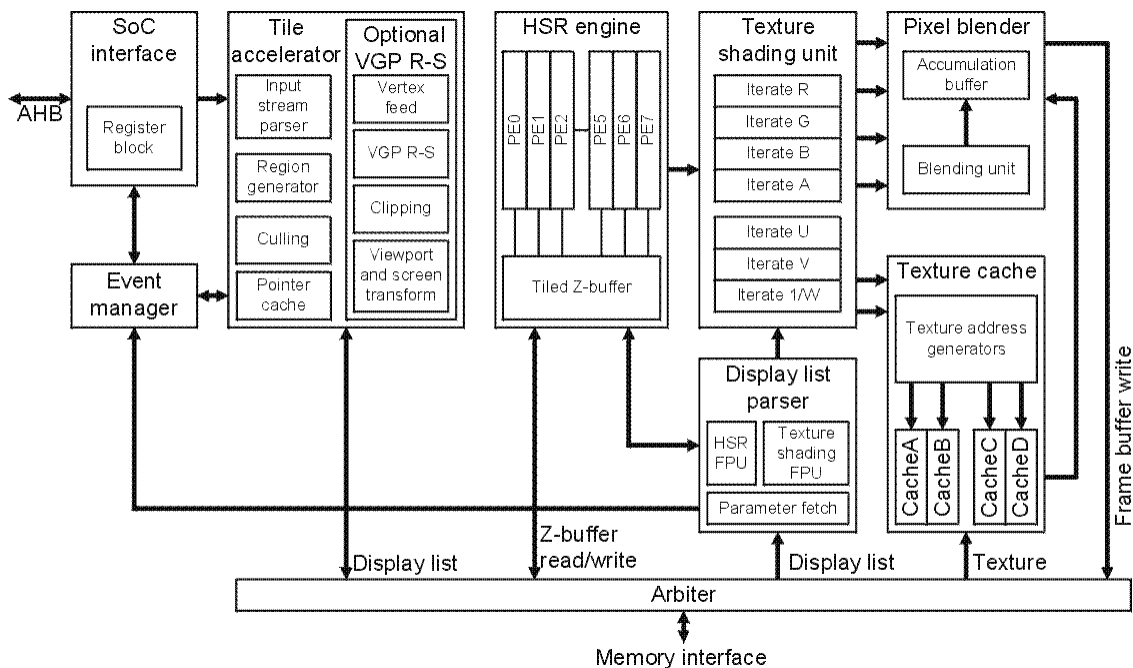 SoC
interface
AHB
Register
block
Event
manager
Tile
accelerator
Input
stream
parser
Region
generator
Culling
Pointer
cache
Optional
VGP R-S
Vertex
feed
VGP R-S
Clipping
Viewport
and screen
transform
HSR engine
PE0
PE1
PE2
PE5
PE6
PE7
Tiled Z-buffer
Texture
shading unit
Iterate R
Iterate G
Iterate B
Iterate A
Iterate U
Iterate V
Iterate 1/W
Pixel blender
Accumulation
buffer
Blending unit
Texture cache
Texture address
generators
CacheA
CacheB
CacheC
CacheD
Display list
parser
HSR
FPU
Texture
shading
FPU
Parameter fetch
Frame buffer write
Display list
Z-buffer
read/write
Display list
Texture
Arbiter
Memory interface